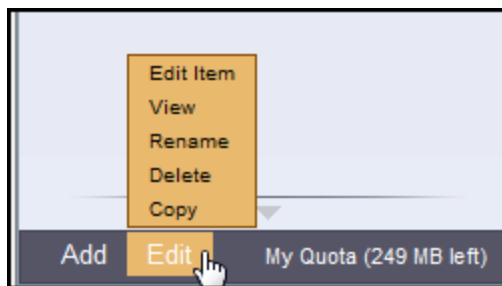 Edit Item
View
Rename
Delete
Copy
Add Edit My Quota (249 MB left)